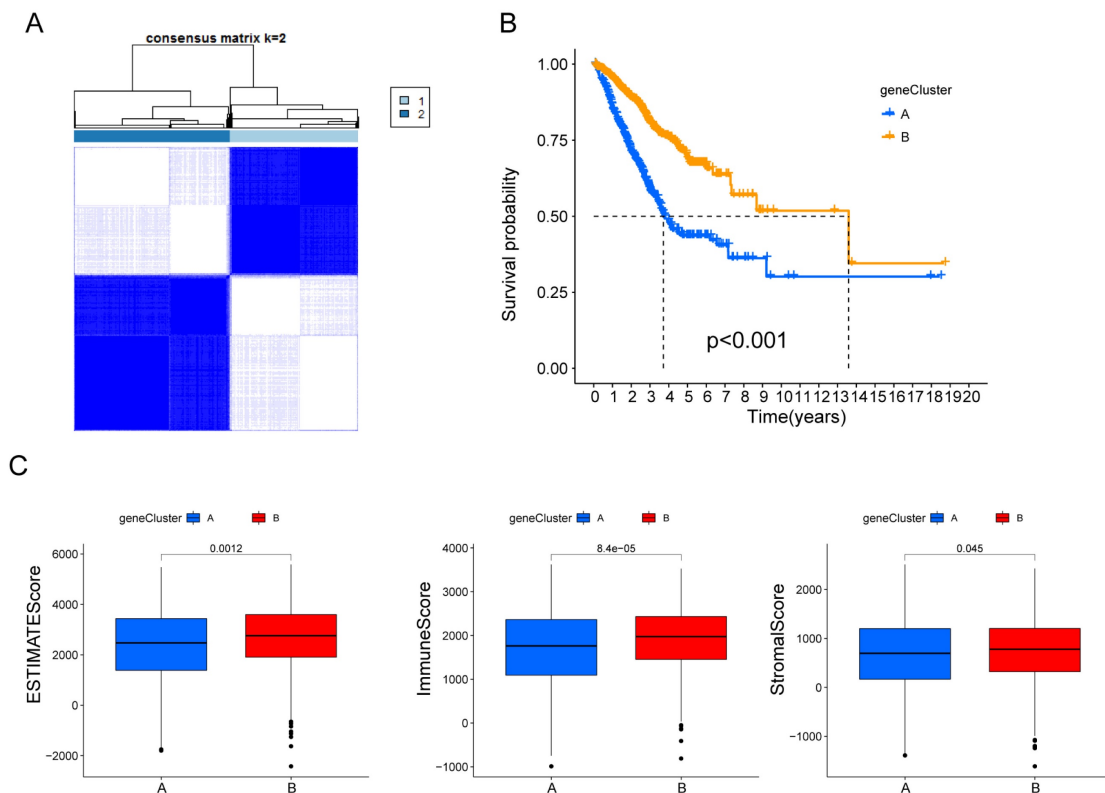 A
consensus matrix k=2
1
2
B
1.00
0.75
0.50
0.25
0.00
Survival probability
geneCluster
A
B
p<0.001
0 1 2 3 4 5 6 7 8 9 10 11 12 13 14 15 16 17 18 19 20
Time(years)
C
geneCluster A B
0.0012
6000
4000
2000
0
−2000
ESTIMATEScore
A B
geneCluster A B
8.4e−05
4000
3000
2000
1000
0
−1000
ImmuneScore
A B
geneCluster A B
0.045
2000
1000
0
−1000
StromalScore
A B